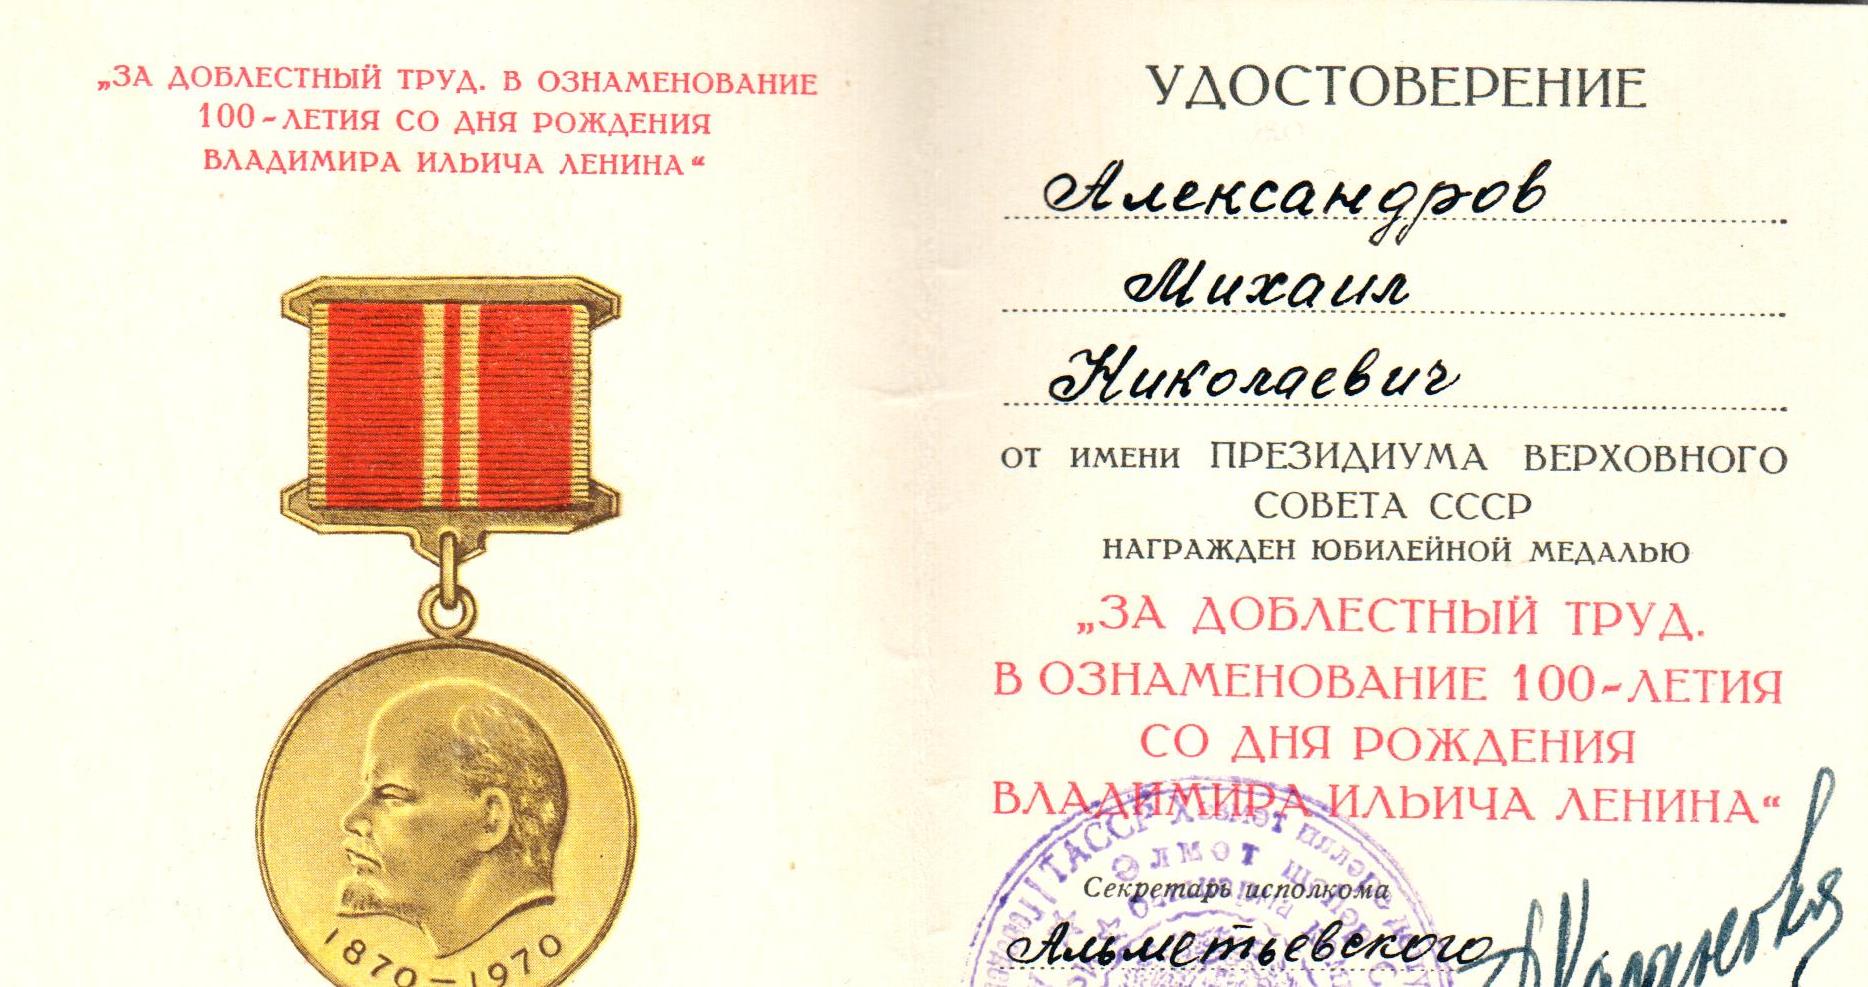 „ЗА ДОБЛЕСТНЫЙ ТРУД. В ОЗНАМЕНОВАНИЕ
100-ЛЕТИЯ СО ДНЯ РОЖДЕНИЯ
ВЛАДИМИРА ИЛЬИЧА ЛЕНИНА“
1870–1970
УДОСТОВЕРЕНИЕ
Александров
Михаил
Николаевич
ОТ ИМЕНИ ПРЕЗИДИУМА ВЕРХОВНОГО
СОВЕТА СССР
НАГРАЖДЕН ЮБИЛЕЙНОЙ МЕДАЛЬЮ
„ЗА ДОБЛЕСТНЫЙ ТРУД.
В ОЗНАМЕНОВАНИЕ 100-ЛЕТИЯ
СО ДНЯ РОЖДЕНИЯ
ВЛАДИМИРА ИЛЬИЧА ЛЕНИНА“
ТАССР
Әлмәт
Секретарь исполкома
Альметьевского